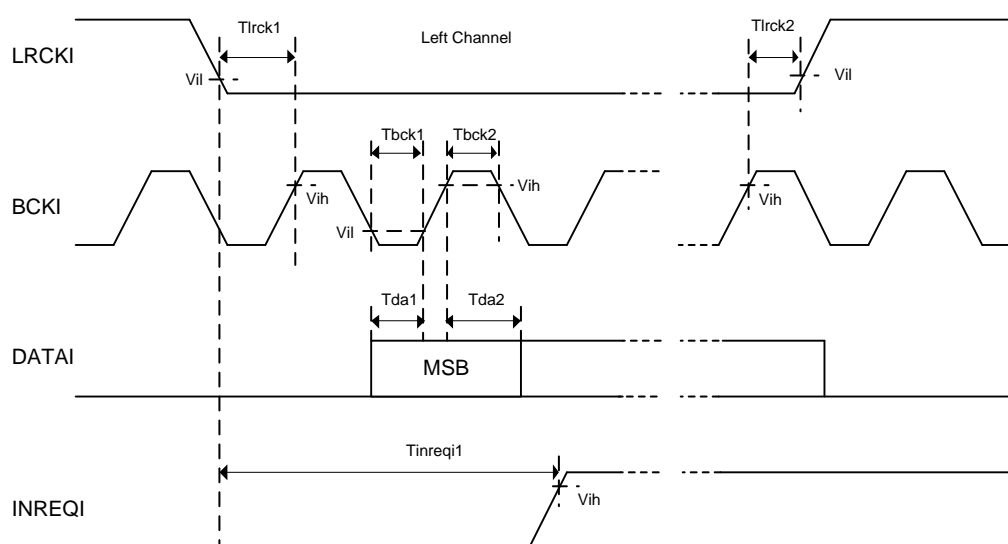 Tlrck1
Left Channel
Tlrck2
LRCKI
Vil
Vil
Tbck1
Tbck2
BCKI
Vih
Vih
Vih
Vil
Tda1
Tda2
DATAI
MSB
Tinreqi1
INREQI
Vih